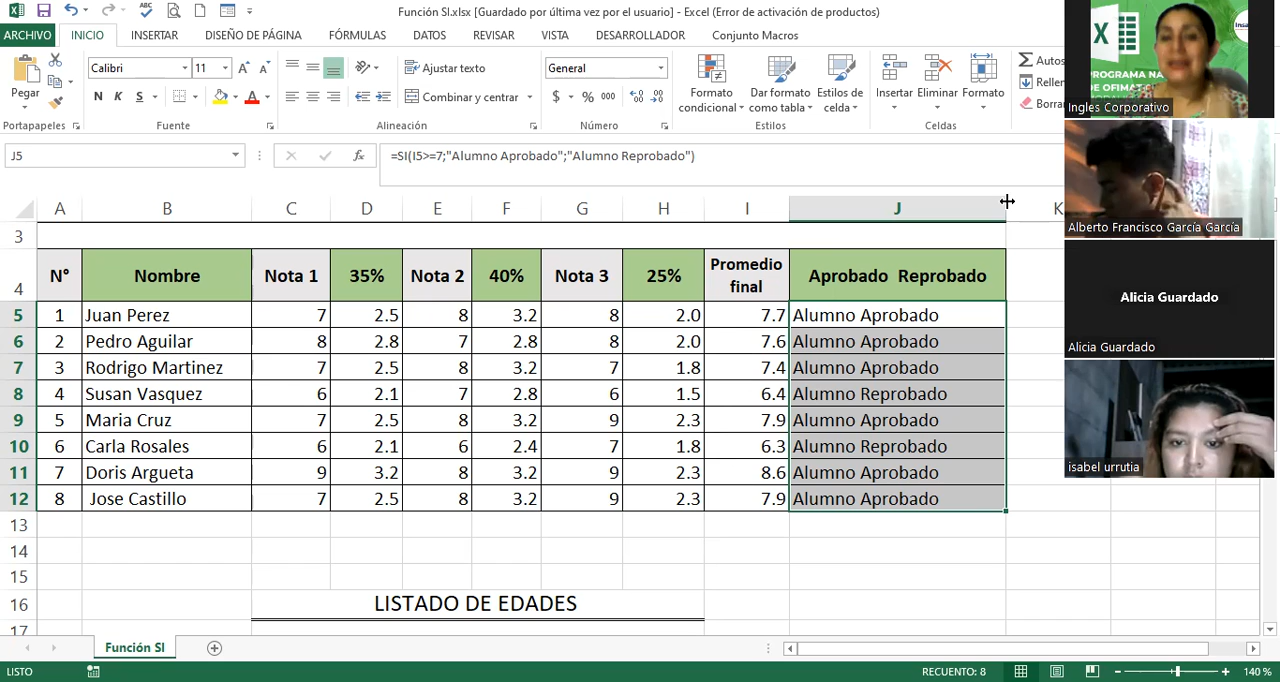 Función SI.xlsx [Guardado por última vez por el usuario] - Excel (Error de activación de productos)
ARCHIVO INICIO INSERTAR DISEÑO DE PÁGINA FÓRMULAS DATOS REVISAR VISTA DESARROLLADOR Conjunto Macros
Pegar
Calibri 11
N K S
Ajustar texto
Combinar y centrar
General
$ % 000
Formato condicional
Dar formato como tabla
Estilos de celda
Insertar Eliminar Formato
Portapapeles Fuente Alineación Número Estilos Celdas
PROGRAMA NA
DE OFIMAT
Ingles Corporativo
J5 fx =SI(I5>=7;"Alumno Aprobado";"Alumno Reprobado")
A B C D E F G H I J K
3
4 N° Nombre Nota 1 35% Nota 2 40% Nota 3 25% Promedio final Aprobado Reprobado
5 1 Juan Perez 7 2.5 8 3.2 8 2.0 7.7 Alumno Aprobado
6 2 Pedro Aguilar 8 2.8 7 2.8 8 2.0 7.6 Alumno Aprobado
7 3 Rodrigo Martinez 7 2.5 8 3.2 7 1.8 7.4 Alumno Aprobado
8 4 Susan Vasquez 6 2.1 7 2.8 6 1.5 6.4 Alumno Reprobado
9 5 Maria Cruz 7 2.5 8 3.2 9 2.3 7.9 Alumno Aprobado
10 6 Carla Rosales 6 2.1 6 2.4 7 1.8 6.3 Alumno Reprobado
11 7 Doris Argueta 9 3.2 8 3.2 9 2.3 8.6 Alumno Aprobado
12 8 Jose Castillo 7 2.5 8 3.2 9 2.3 7.9 Alumno Aprobado
13
14
15
16 LISTADO DE EDADES
17
Alberto Francisco García García
Alicia Guardado
Alicia Guardado
isabel urrutia
Función SI
LISTO RECUENTO: 8 140 %